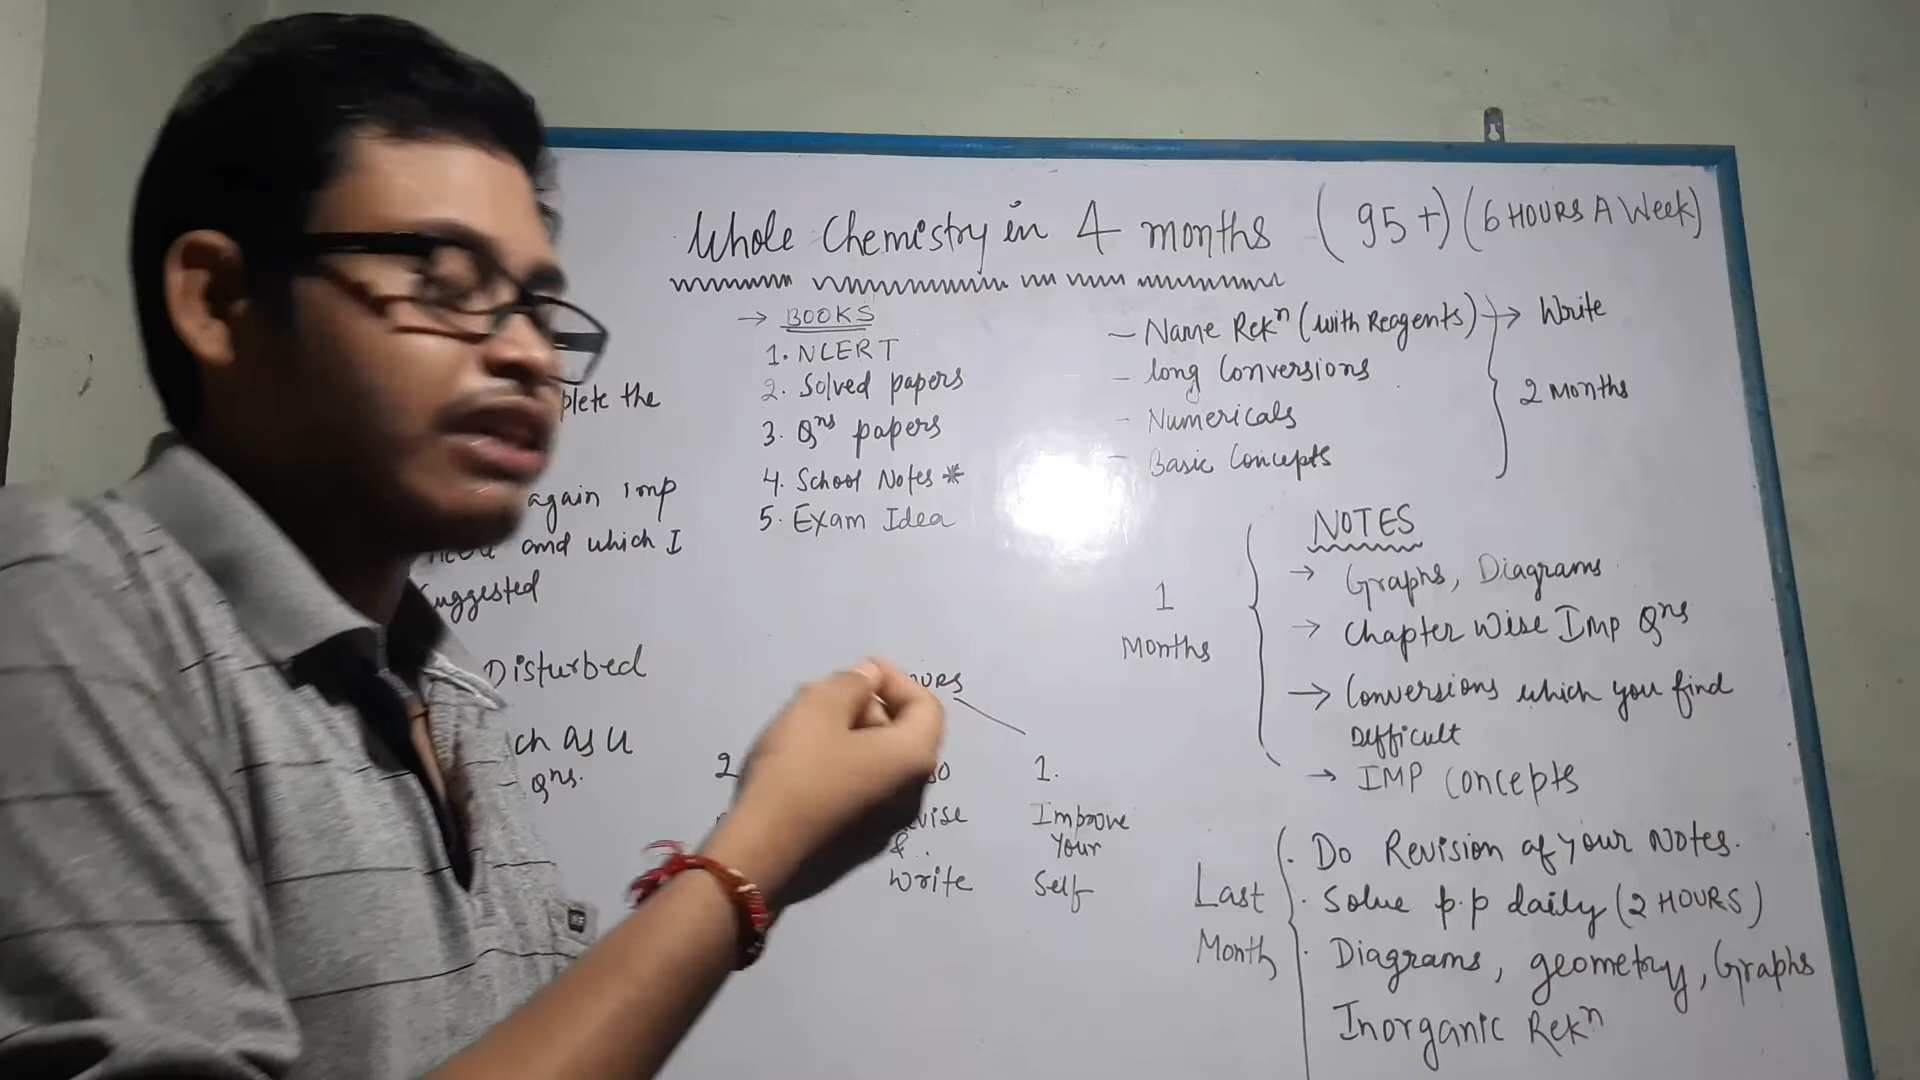 Whole Chemistry in 4 months (95+) (6 HOURS A Week)
plete the
again imp
and which I
suggested
Disturbed
ch as u
Qns.
→ BOOKS
1. NCERT
2. Solved papers
3. Qns papers
4. School Notes *
5. Exam Idea
OURS
2
1.
Improve
Your
Self
&
Write
- Name Rekn (with Reagents) → Write
- long Conversions
- Numericals
- Basic Concepts
2 Months
1
Months
NOTES
→ Graphs, Diagrams
→ Chapter Wise IMP Qns
→ Conversions which you find
Difficult
→ IMP Concepts
Last
Month
. Do Revision of your Notes.
. Solve p.p daily (2 HOURS)
. Diagrams, geometry, Graphs
Inorganic Rekn